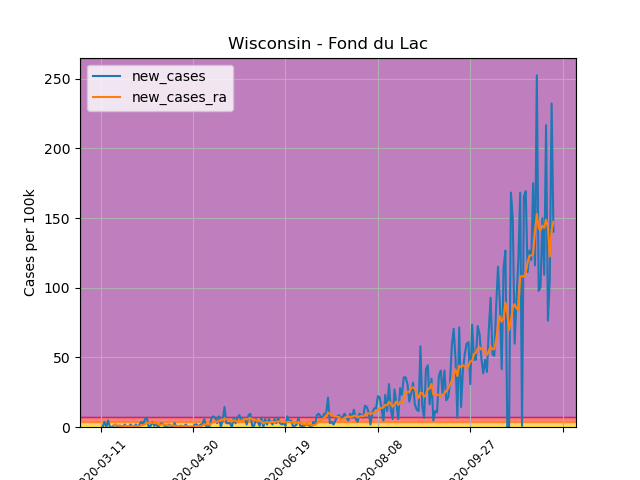 Wisconsin - Fond du Lac
new_cases
new_cases_ra
Cases per 100k
250
200
150
100
50
0
020-03-11
020-04-30
020-06-19
020-08-08
020-09-27